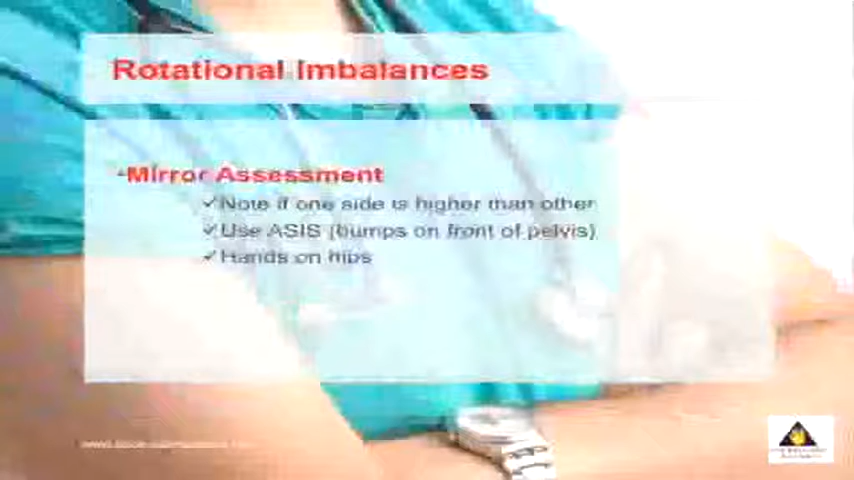 Rotational Imbalances
•Mirror Assessment
✓Note if one side is higher than other
✓Use ASIS (bumps on front of pelvis)
✓Hands on hips